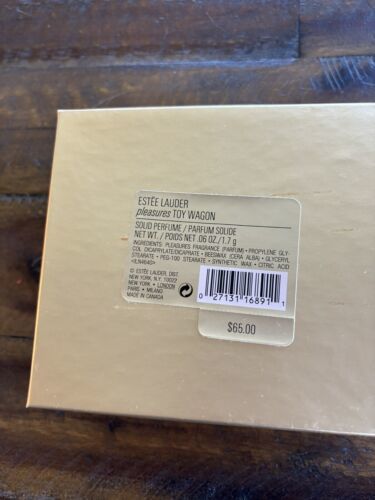 ESTÉE LAUDER
pleasures TOY WAGON
SOLID PERFUME / PARFUM SOLIDE
NET WT. / POIDS NET .06 OZ./1.7 g
INGREDIENTS: PLEASURES FRAGRANCE (PARFUM) • PROPYLENE GLY-
COL DICAPRYLATE/DICAPRATE • BEESWAX (CERA ALBA) • GLYCERYL
STEARATE • PEG-100 STEARATE • SYNTHETIC WAX • CITRIC ACID
<ILN4640>
© ESTÉE LAUDER, DIST.
NEW YORK, N.Y. 10022
NEW YORK • LONDON
PARIS • MILANO
MADE IN CANADA
0 27131 16891 1
$65.00